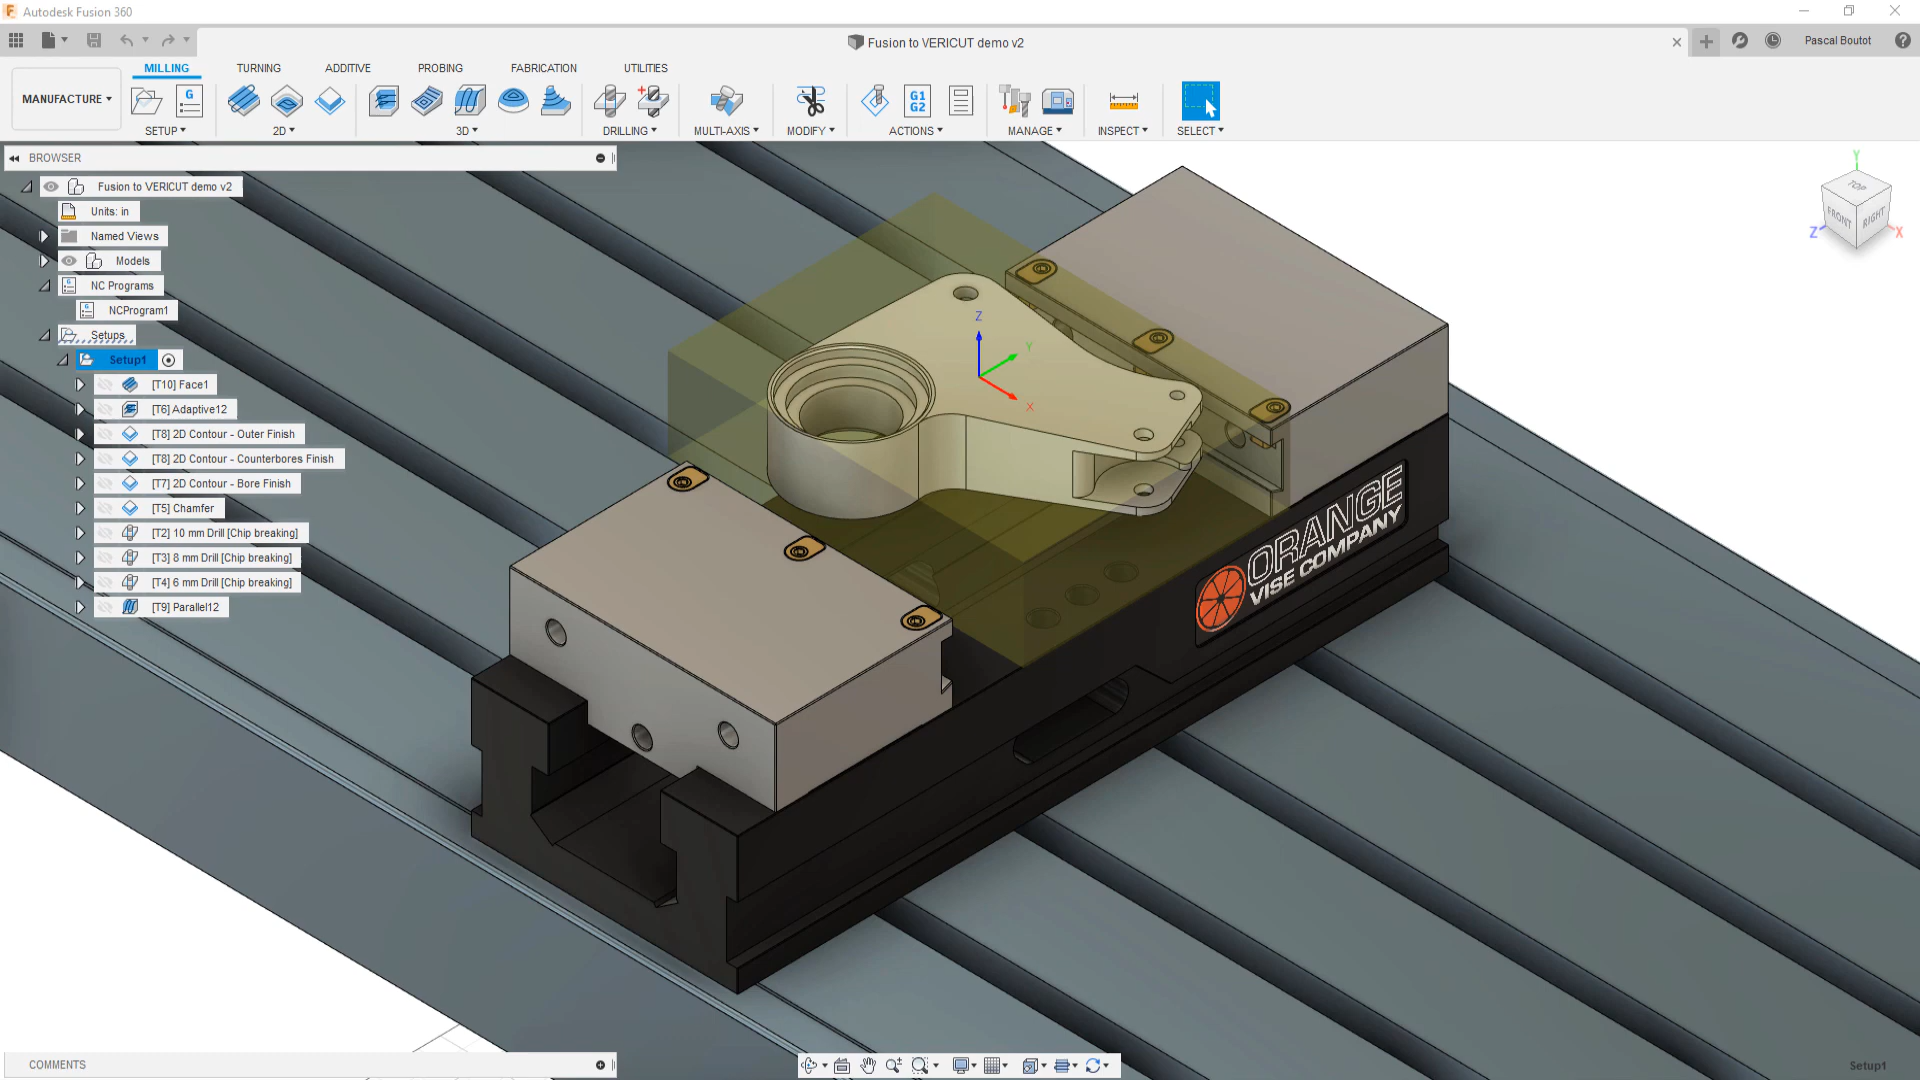 Autodesk Fusion 360
Fusion to VERICUT demo v2
Pascal Boutot
MILLING TURNING ADDITIVE PROBING FABRICATION UTILITIES
MANUFACTURE
G
G1
G2
SETUP 2D 3D DRILLING MULTI-AXIS MODIFY ACTIONS MANAGE INSPECT SELECT
BROWSER
Fusion to VERICUT demo v2
Units: in
Named Views
Models
NC Programs
NCProgram1
Setups
Setup1
[T10] Face1
[T6] Adaptive12
[T8] 2D Contour - Outer Finish
[T8] 2D Contour - Counterbores Finish
[T7] 2D Contour - Bore Finish
[T5] Chamfer
[T2] 10 mm Drill [Chip breaking]
[T3] 8 mm Drill [Chip breaking]
[T4] 6 mm Drill [Chip breaking]
[T9] Parallel12
Z
Y
X
ORANGE
VISE COMPANY
Y
TOP
FRONT RIGHT
Z X
COMMENTS
Setup1